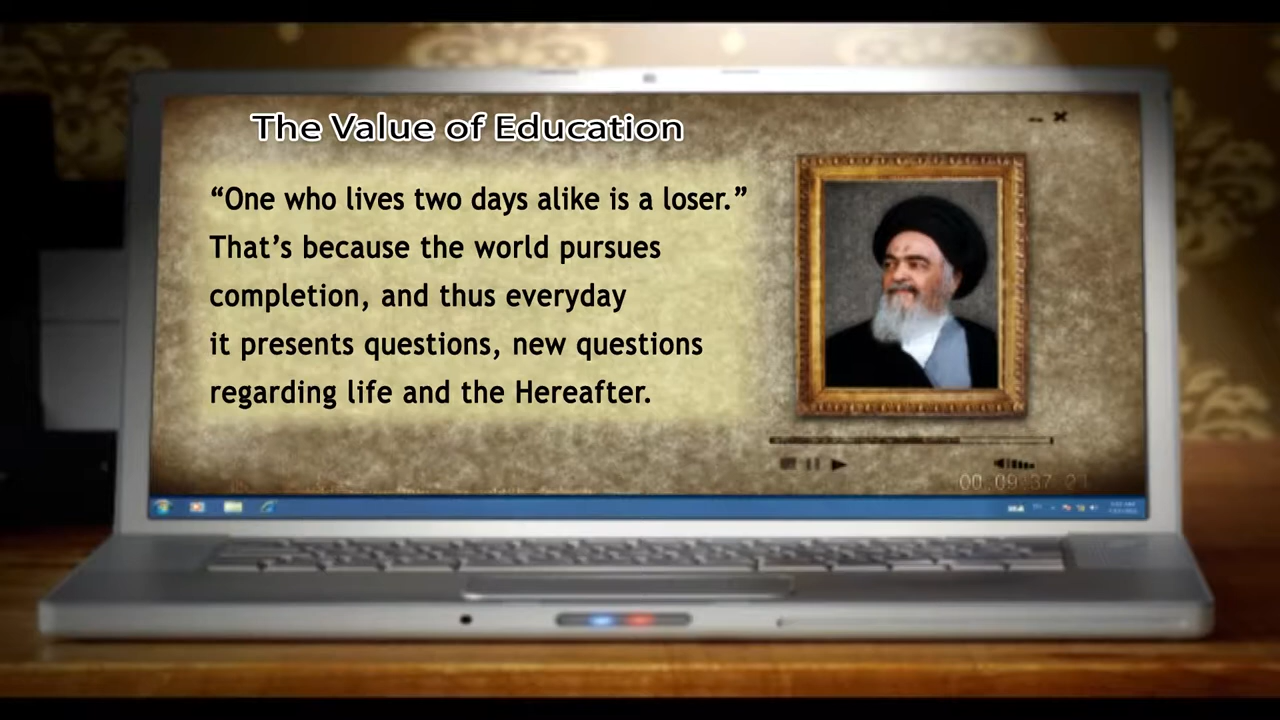 The Value of Education
“One who lives two days alike is a loser.”
That’s because the world pursues
completion, and thus everyday
it presents questions, new questions
regarding life and the Hereafter.